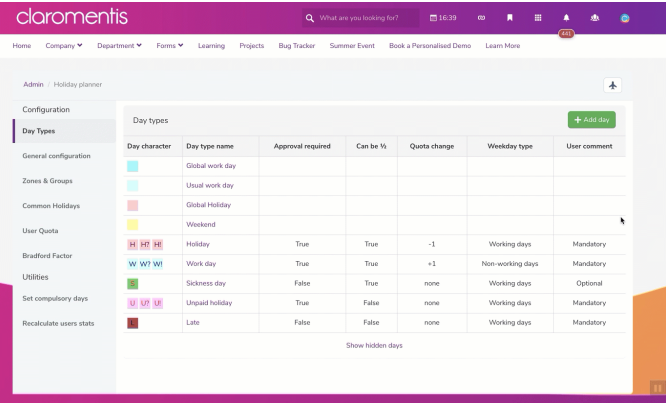 claromentis
What are you looking for?
16:39
441
Home Company Department Forms Learning Projects Bug Tracker Summer Event Book a Personalised Demo Learn More
Admin / Holiday planner
Configuration
Day Types
General configuration
Zones & Groups
Common Holidays
User Quota
Bradford Factor
Utilities
Set compulsory days
Recalculate users stats
Day types
+ Add day
Day character Day type name Approval required Can be ½ Quota change Weekday type User comment
Global work day
Usual work day
Global Holiday
Weekend
H H? H! Holiday True True -1 Working days Mandatory
W W? W! Work day True True +1 Non-working days Mandatory
S Sickness day False True none Working days Optional
U U? U! Unpaid holiday True False none Working days Mandatory
L Late False False none Working days Mandatory
Show hidden days